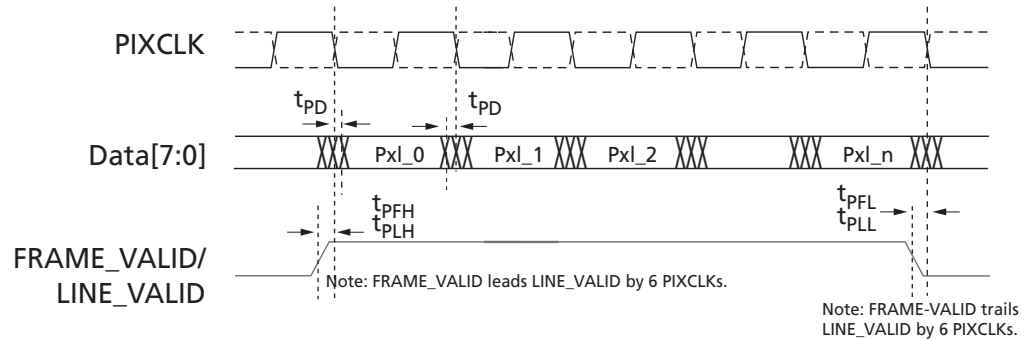 PIXCLK
tPD
tPD
Data[7:0]
Pxl_0
Pxl_1
Pxl_2
Pxl_n
tPFH
tPLH
tPFL
tPLL
FRAME_VALID/
LINE_VALID
Note: FRAME_VALID leads LINE_VALID by 6 PIXCLKs.
Note: FRAME-VALID trails
LINE_VALID by 6 PIXCLKs.